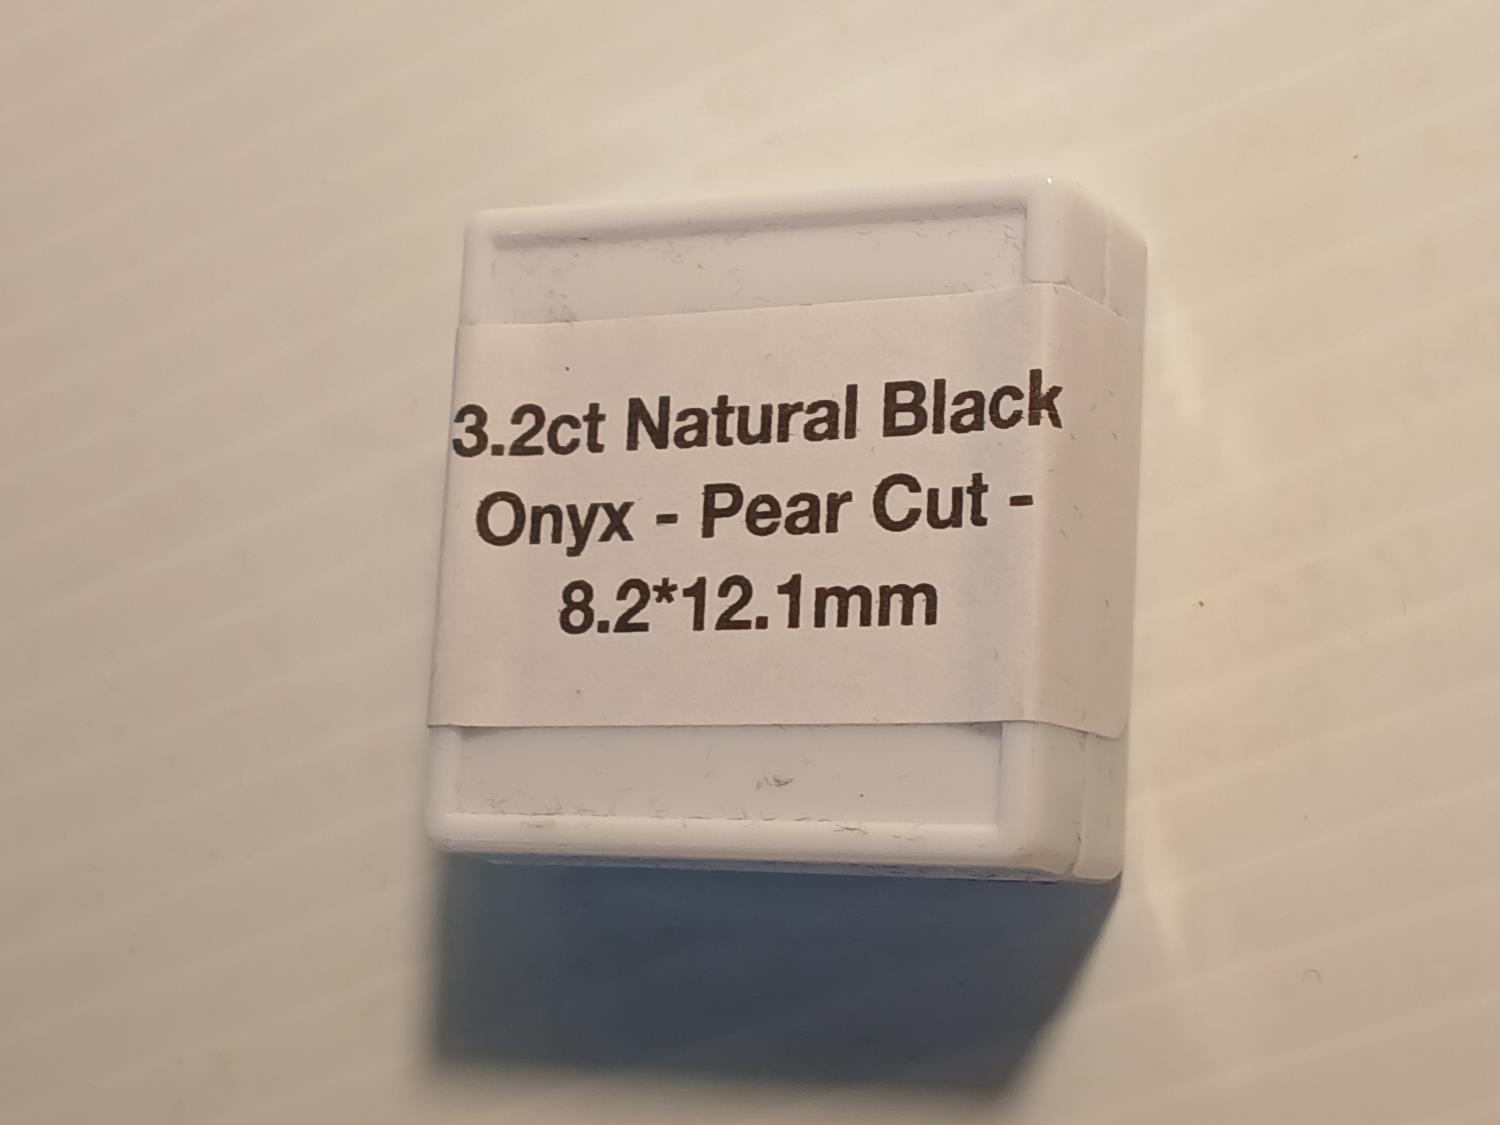 3.2ct Natural Black
Onyx - Pear Cut -
8.2*12.1mm